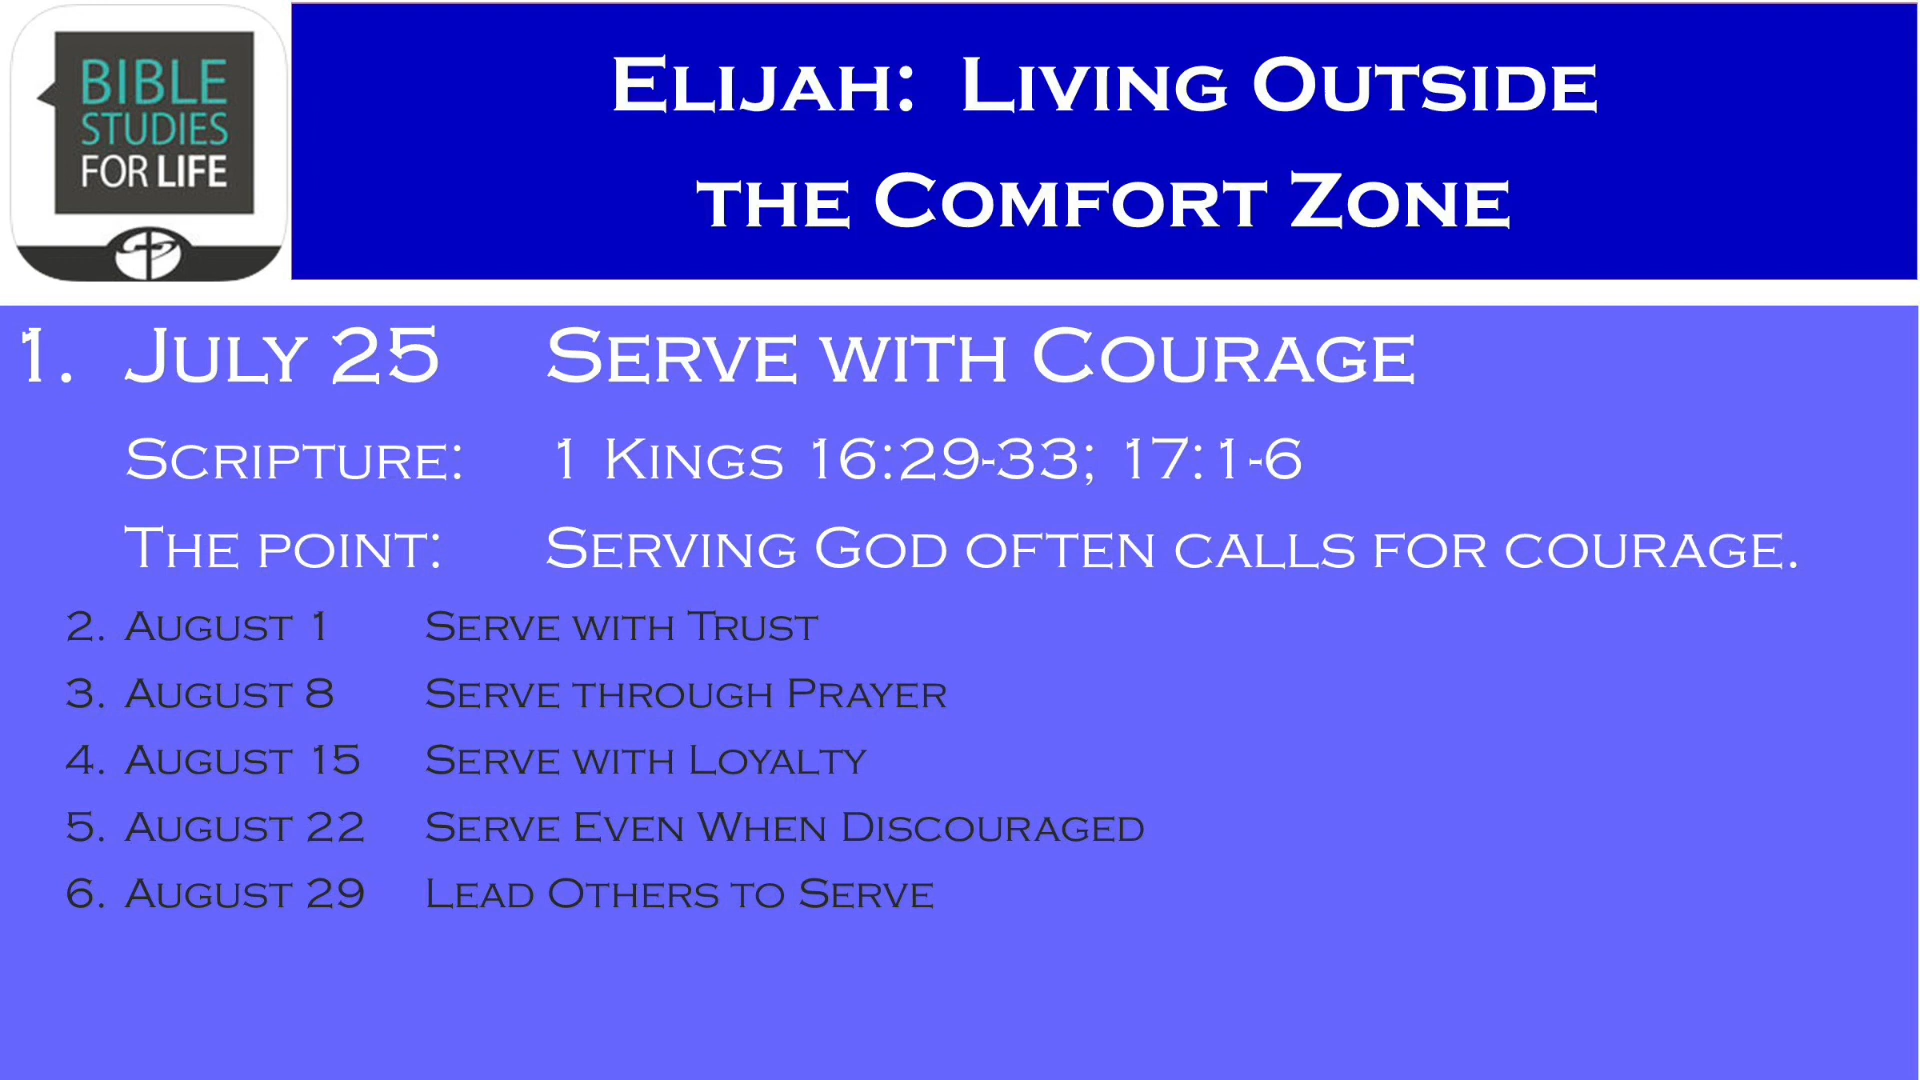 BIBLE
STUDIES
FOR LIFE
Elijah: Living Outside
the Comfort Zone
1. July 25 Serve with Courage
Scripture: 1 Kings 16:29-33; 17:1-6
The point: Serving God often calls for courage.
2. August 1 Serve with Trust
3. August 8 Serve through Prayer
4. August 15 Serve with Loyalty
5. August 22 Serve Even When Discouraged
6. August 29 Lead Others to Serve